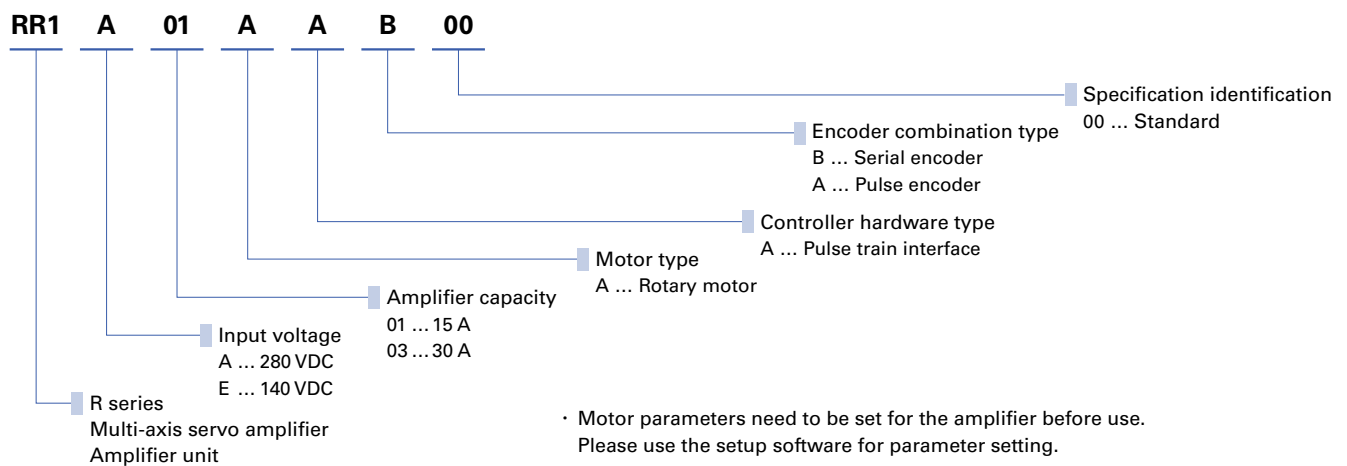 RR1 A 01 A A B 00
Specification identification
00 ... Standard
Encoder combination type
B ... Serial encoder
A ... Pulse encoder
Controller hardware type
A ... Pulse train interface
Motor type
A ... Rotary motor
Amplifier capacity
01 ... 15 A
03 ... 30 A
Input voltage
A ... 280 VDC
E ... 140 VDC
R series
Multi-axis servo amplifier
Amplifier unit
· Motor parameters need to be set for the amplifier before use.
Please use the setup software for parameter setting.